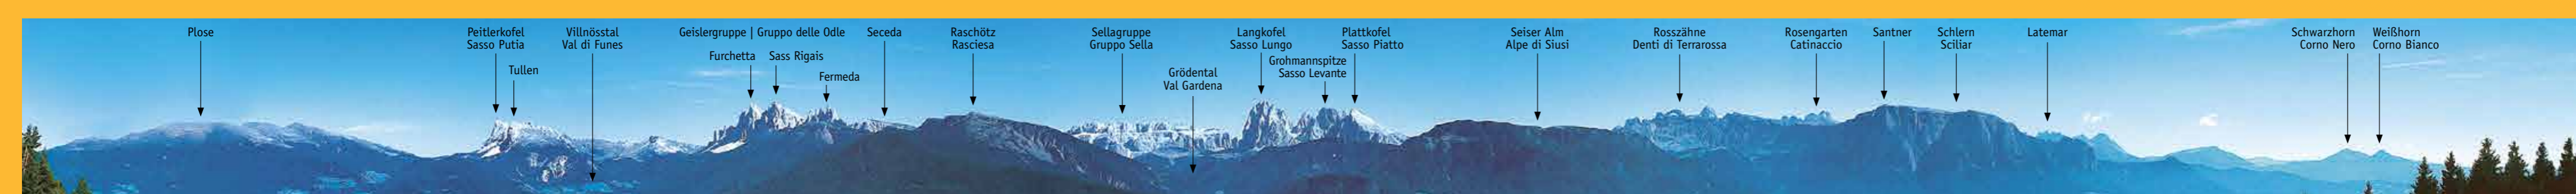 Plose
Peitlerkofel
Sasso Putia
Tullen
Villnösstal
Val di Funes
Geislergruppe | Gruppo delle Odle
Furchetta
Sass Rigais
Fermeda
Seceda
Raschötz
Rasciesa
Sellagruppe
Gruppo Sella
Grödental
Val Gardena
Langkofel
Sasso Lungo
Grohmannspitze
Sasso Levante
Plattkofel
Sasso Piatto
Seiser Alm
Alpe di Siusi
Rosszähne
Denti di Terrarossa
Rosengarten
Catinaccio
Santner
Schlern
Sciliar
Latemar
Schwarzhorn
Corno Nero
Weißhorn
Corno Bianco